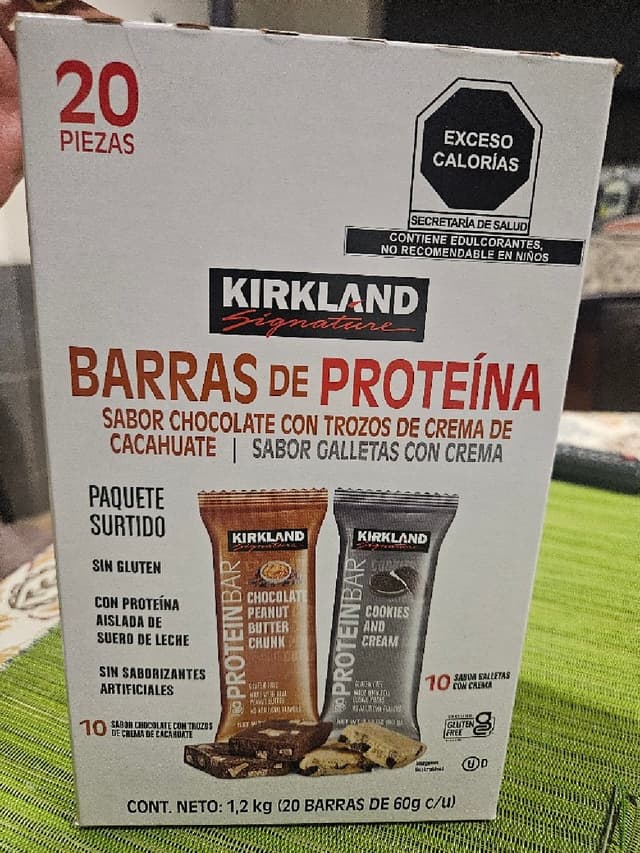 20
PIEZAS
EXCESO
CALORÍAS
SECRETARÍA DE SALUD
CONTIENE EDULCORANTES,
NO RECOMENDABLE EN NIÑOS
KIRKLAND
Signature
BARRAS DE PROTEÍNA
SABOR CHOCOLATE CON TROZOS DE CREMA DE
CACAHUATE | SABOR GALLETAS CON CREMA
PAQUETE
SURTIDO
SIN GLUTEN
CON PROTEÍNA
AISLADA DE
SUERO DE LECHE
SIN SABORIZANTES
ARTIFICIALES
KIRKLAND
Signature
PROTEINBAR
CHOCOLATE
PEANUT
BUTTER
CHUNK
KIRKLAND
Signature
PROTEINBAR
COOKIES
AND
CREAM
10 SABOR CHOCOLATE CON TROZOS
DE CREMA DE CACAHUATE
10 SABOR GALLETAS
CON CREMA
GLUTEN
FREE
U D
CONT. NETO: 1,2 kg (20 BARRAS DE 60g c/u)